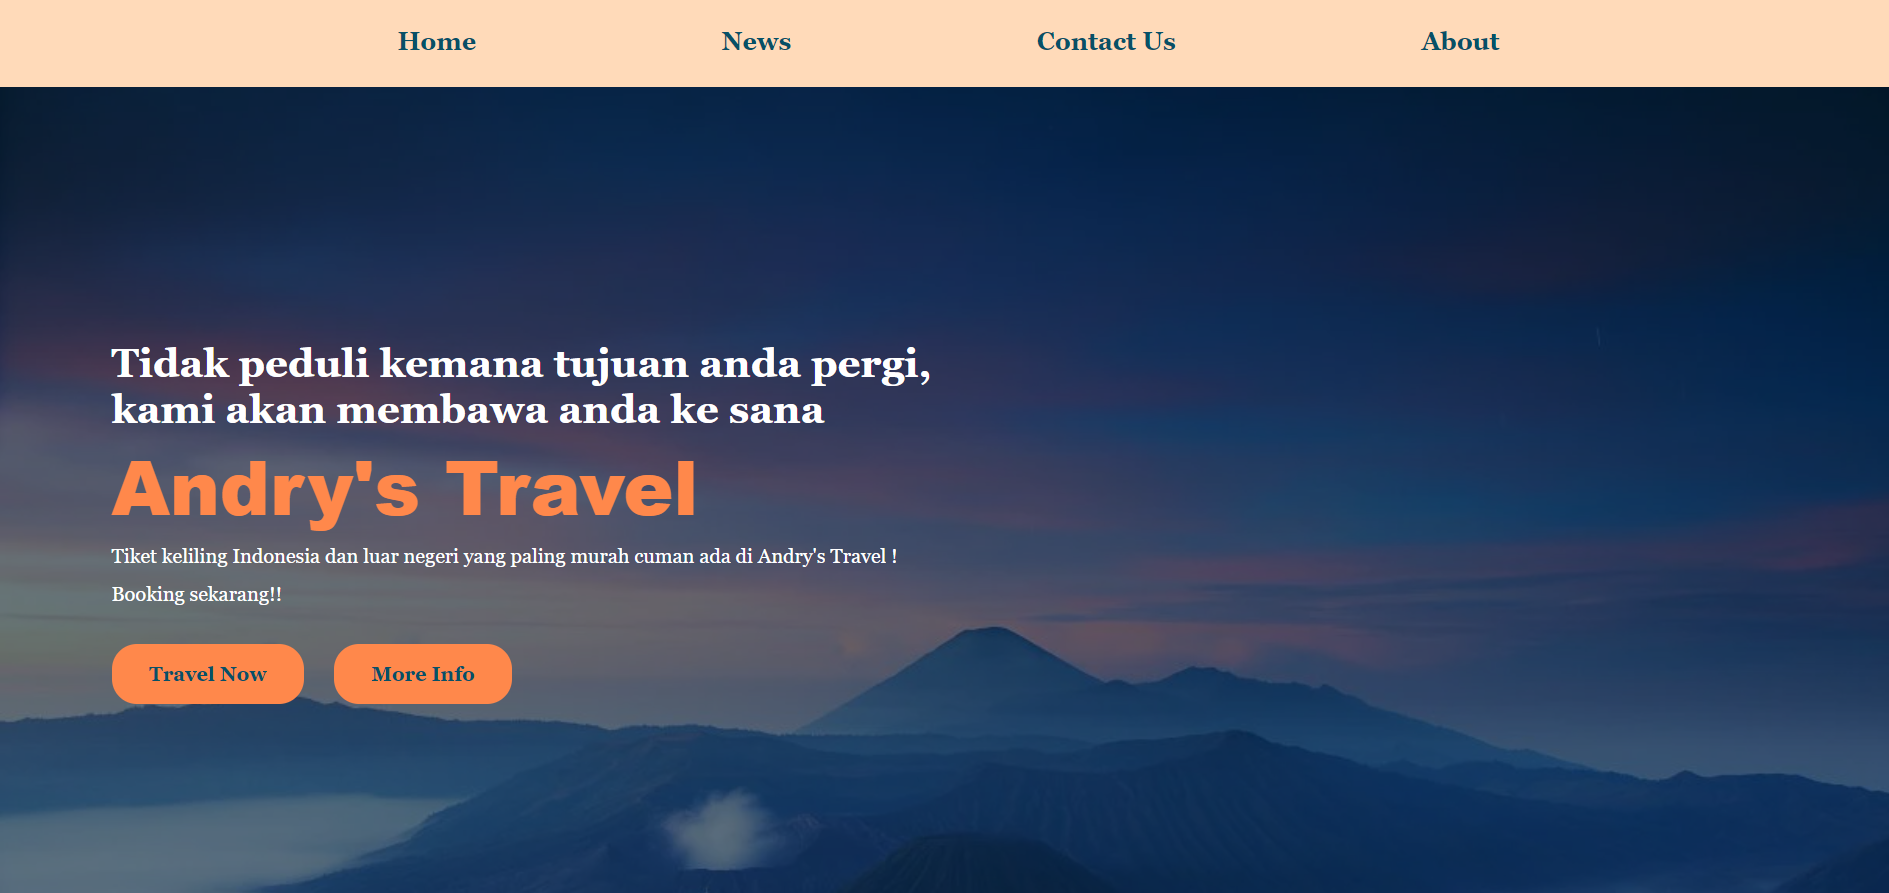 Home
News
Contact Us
About
Tidak peduli kemana tujuan anda pergi,
kami akan membawa anda ke sana
Andry's Travel
Tiket keliling Indonesia dan luar negeri yang paling murah cuman ada di Andry's Travel !
Booking sekarang!!
Travel Now
More Info